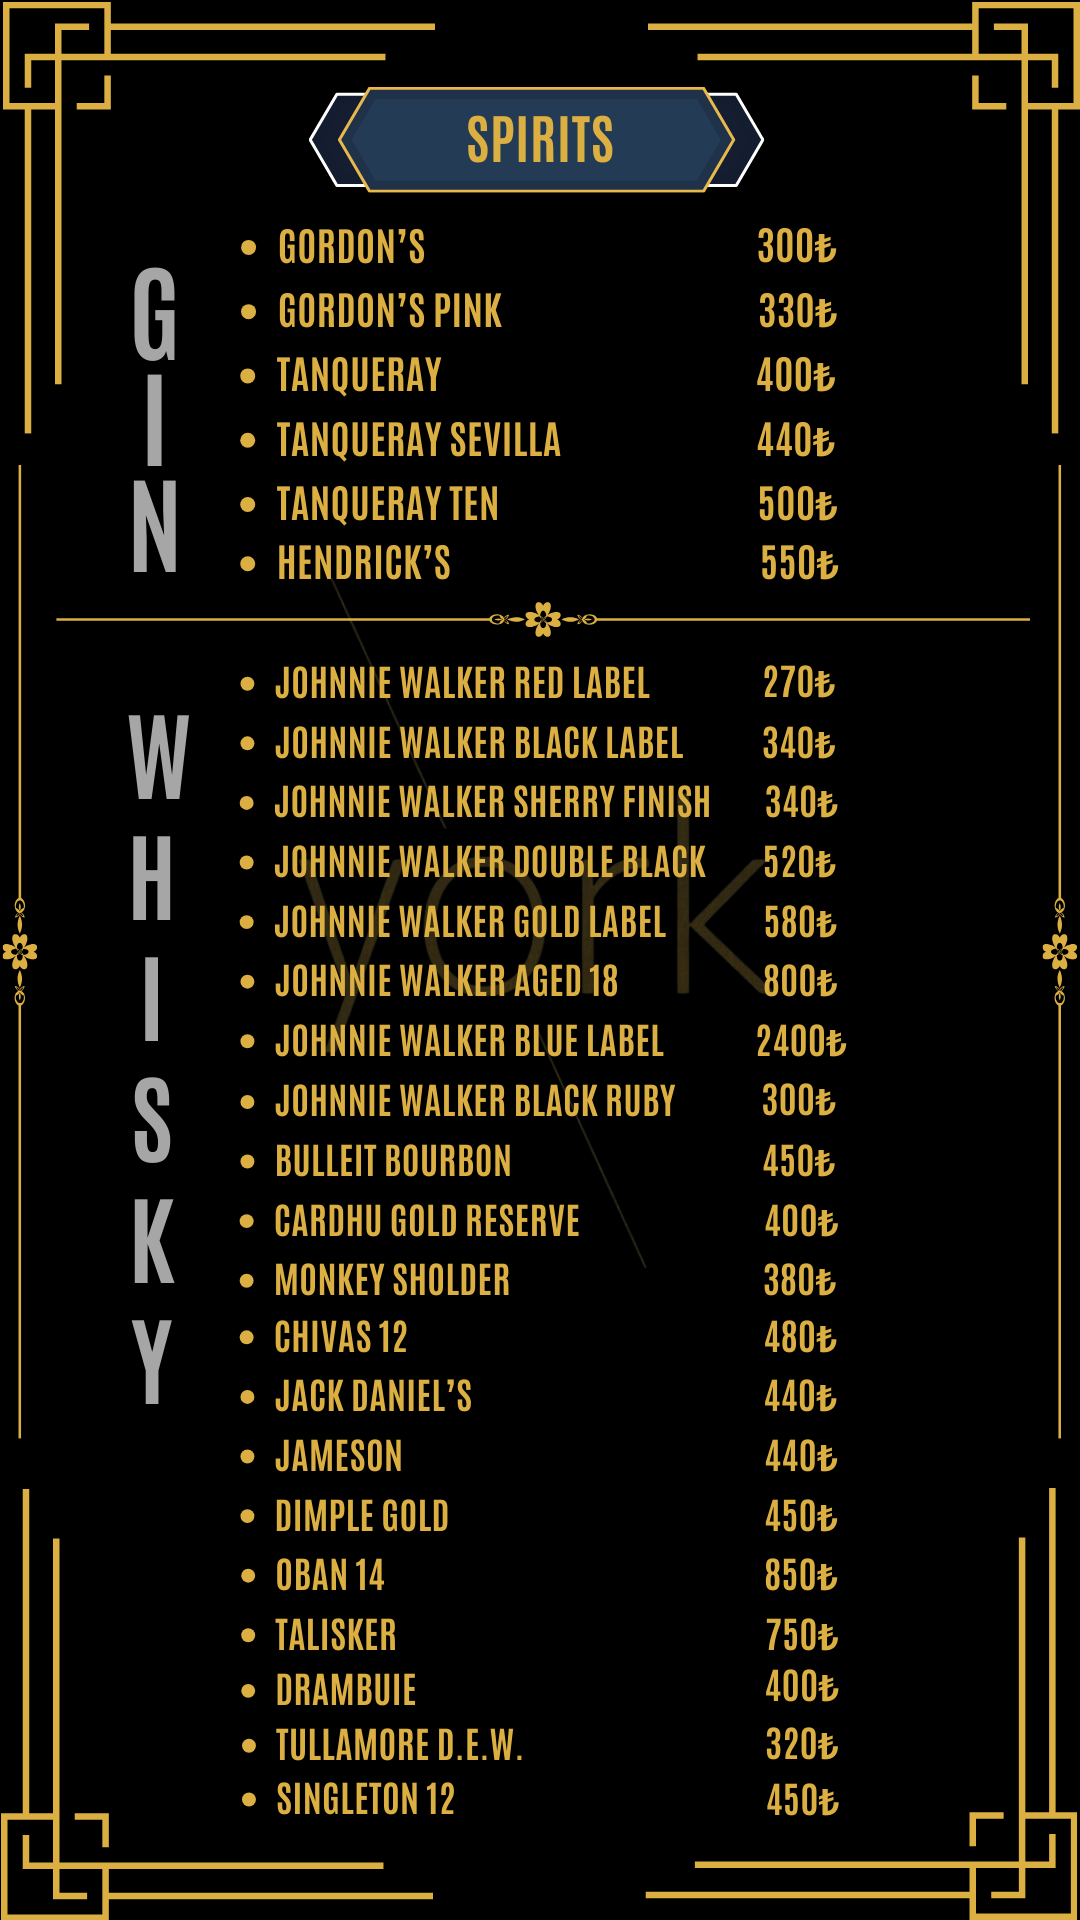 SPIRITS
GIN
GORDON’S 300₺
GORDON’S PINK 330₺
TANQUERAY 400₺
TANQUERAY SEVILLA 440₺
TANQUERAY TEN 500₺
HENDRICK’S 550₺
WHISKY
JOHNNIE WALKER RED LABEL 270₺
JOHNNIE WALKER BLACK LABEL 340₺
JOHNNIE WALKER SHERRY FINISH 340₺
JOHNNIE WALKER DOUBLE BLACK 520₺
JOHNNIE WALKER GOLD LABEL 580₺
JOHNNIE WALKER AGED 18 800₺
JOHNNIE WALKER BLUE LABEL 2400₺
JOHNNIE WALKER BLACK RUBY 300₺
BULLEIT BOURBON 450₺
CARDHU GOLD RESERVE 400₺
MONKEY SHOLDER 380₺
CHIVAS 12 480₺
JACK DANIEL’S 440₺
JAMESON 440₺
DIMPLE GOLD 450₺
OBAN 14 850₺
TALISKER 750₺
DRAMBUIE 400₺
TULLAMORE D.E.W. 320₺
SINGLETON 12 450₺
york